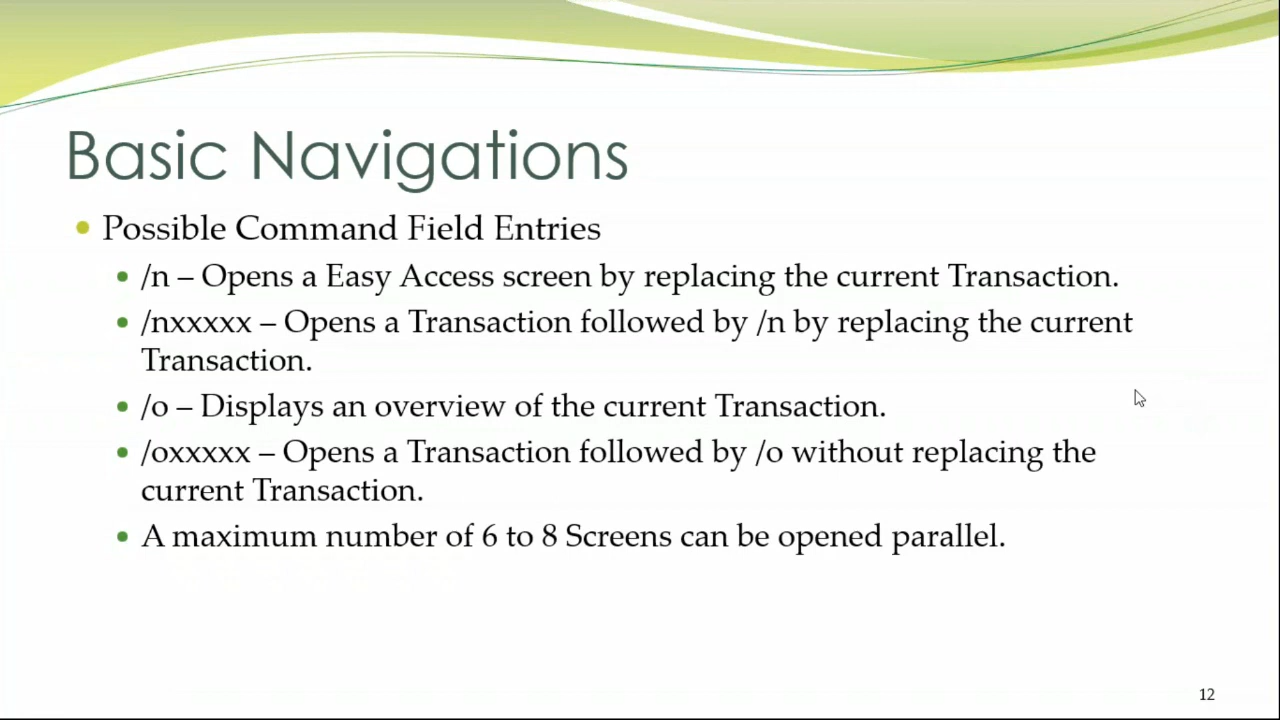 Basic Navigations
Possible Command Field Entries
/n – Opens a Easy Access screen by replacing the current Transaction.
/nxxxxx – Opens a Transaction followed by /n by replacing the current
Transaction.
/o – Displays an overview of the current Transaction.
/oxxxxx – Opens a Transaction followed by /o without replacing the
current Transaction.
A maximum number of 6 to 8 Screens can be opened parallel.
12